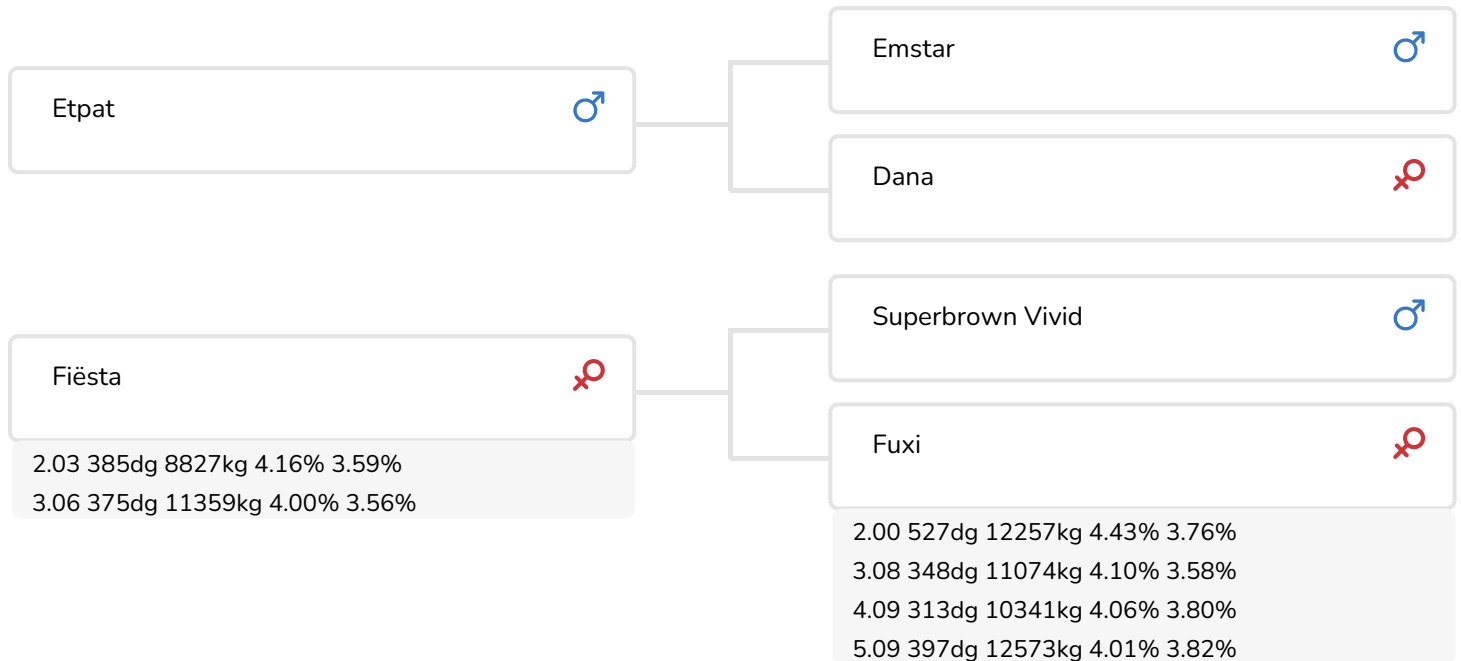 Etpat
Emstar
Dana
Fiësta
2.03 385dg 8827kg 4.16% 3.59%
3.06 375dg 11359kg 4.00% 3.56%
Superbrown Vivid
Fuxi
2.00 527dg 12257kg 4.43% 3.76%
3.08 348dg 11074kg 4.10% 3.58%
4.09 313dg 10341kg 4.06% 3.80%
5.09 397dg 12573kg 4.01% 3.82%